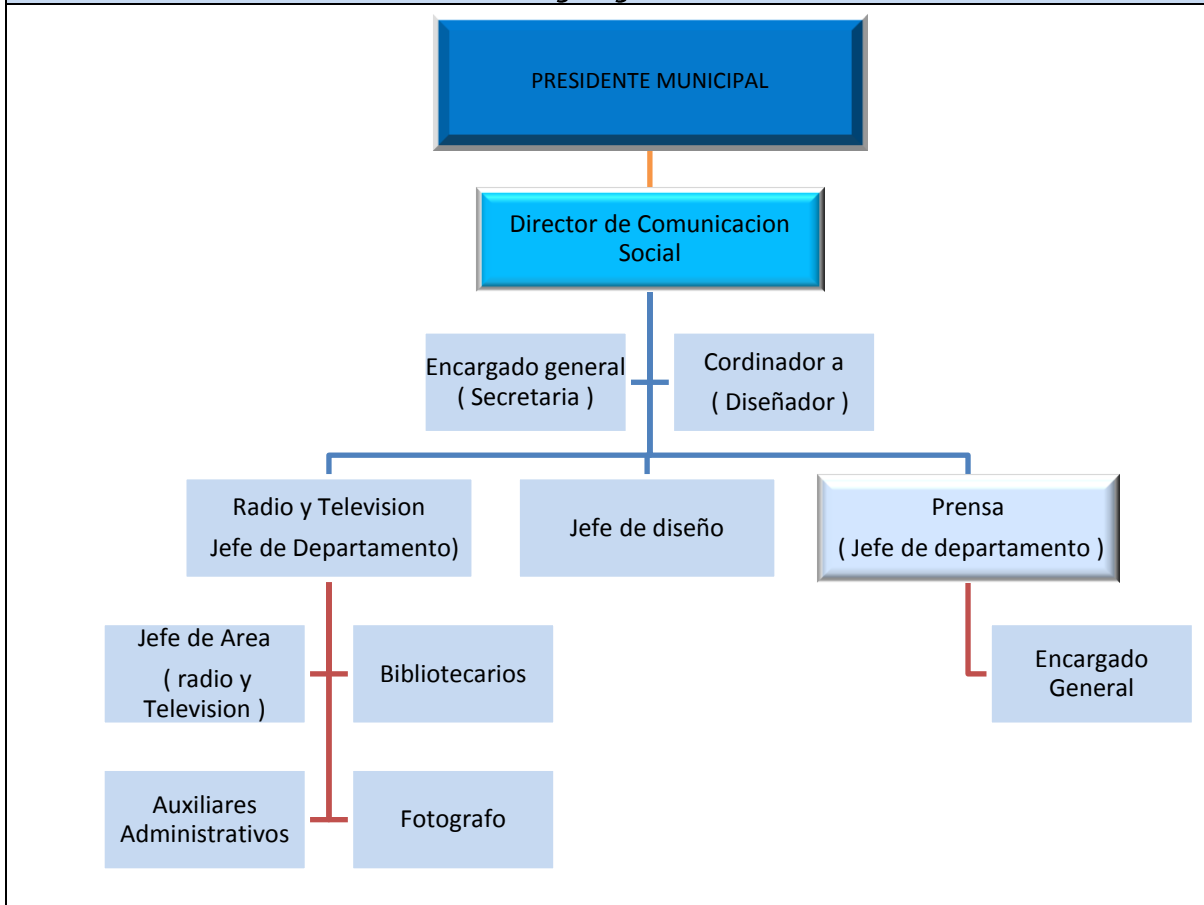 PRESIDENTE MUNICIPAL
Director de Comunicacion
Social
Encargado general
( Secretaria )
Cordinador a
( Diseñador )
Radio y Television
Jefe de Departamento)
Jefe de diseño
Prensa
( Jefe de departamento )
Jefe de Area
( radio y
Television )
Bibliotecarios
Encargado
General
Auxiliares
Administrativos
Fotografo